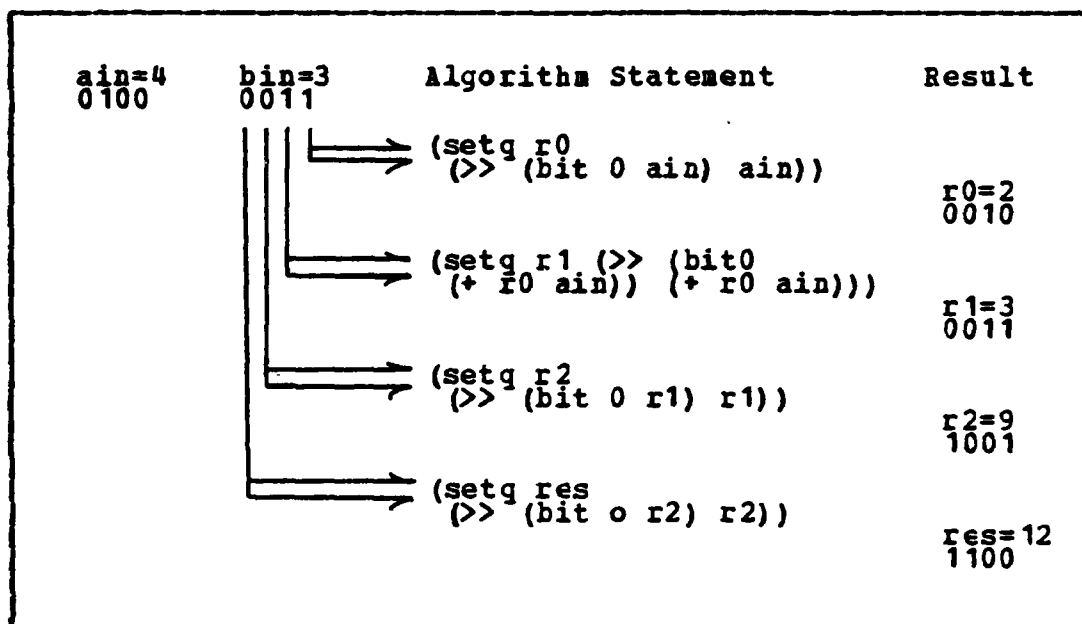 ain=4 bin=3 Algorithm Statement Result
0100 0011
(setq r0
(>> (bit 0 ain) ain))
r0=2
0010
(setq r1 (>> (bit0
(+ r0 ain)) (+ r0 ain)))
r1=3
0011
(setq r2
(>> (bit 0 r1) r1))
r2=9
1001
(setq res
(>> (bit o r2) r2))
res=12
1100